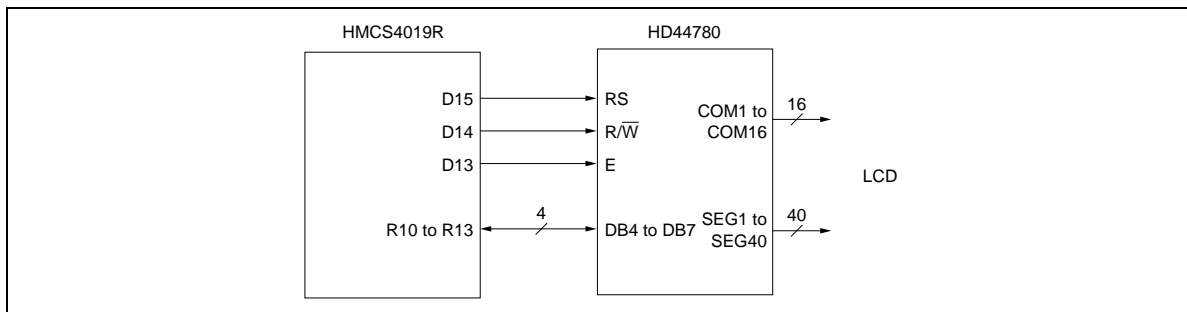 HMCS4019R
HD44780
D15
RS
D14
R/W
D13
E
R10 to R13
4
DB4 to DB7
COM1 to
COM16
16
SEG1 to
SEG40
40
LCD